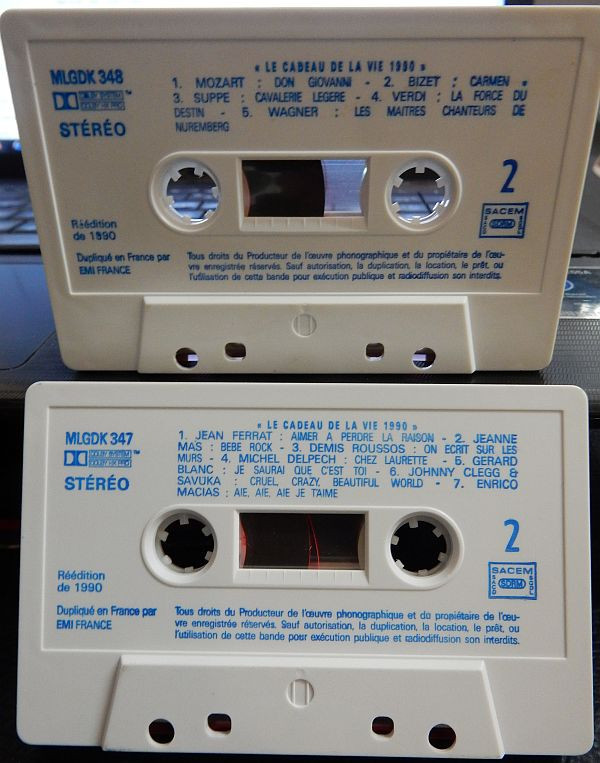 « LE CADEAU DE LA VIE 1990 »
MLGDK 348
1. MOZART : DON GIOVANNI - 2. BIZET : CARMEN -
3. SUPPE : CAVALERIE LEGERE - 4. VERDI : LA FORCE DU
DESTIN - 5. WAGNER : LES MAITRES CHANTEURS DE
NUREMBERG
DOLBY SYSTEM
DOLBY HX PRO
TM
STÉRÉO
2
SACEM
SDRM
Réédition
de 1990
Dupliqué en France par
EMI FRANCE
Tous droits du Producteur de l'œuvre phonographique et du propiétaire de l'œu-
vre enregistrée réservés. Sauf autorisation, la duplication, la location, le prêt, ou
l'utilisation de cette bande pour exécution publique et radiodiffusion son interdits.
« LE CADEAU DE LA VIE 1990 »
MLGDK 347
1. JEAN FERRAT : AIMER A PERDRE LA RAISON - 2. JEANNE
MAS : BEBE ROCK - 3. DEMIS ROUSSOS : ON ECRIT SUR LES
MURS - 4. MICHEL DELPECH : CHEZ LAURETTE - 5. GERARD
BLANC : JE SAURAI QUE C'EST TOI - 6. JOHNNY CLEGG &
SAVUKA : CRUEL, CRAZY, BEAUTIFUL WORLD - 7. ENRICO
MACIAS : AIE, AIE, AIE JE T'AIME
DOLBY SYSTEM
DOLBY HX PRO
TM
STÉRÉO
2
SACEM
SDRM
Réédition
de 1990
Dupliqué en France par
EMI FRANCE
Tous droits du Producteur de l'œuvre phonographique et du propiétaire de l'œu-
vre enregistrée réservés. Sauf autorisation, la duplication, la location, le prêt, ou
l'utilisation de cette bande pour exécution publique et radiodiffusion son interdits.